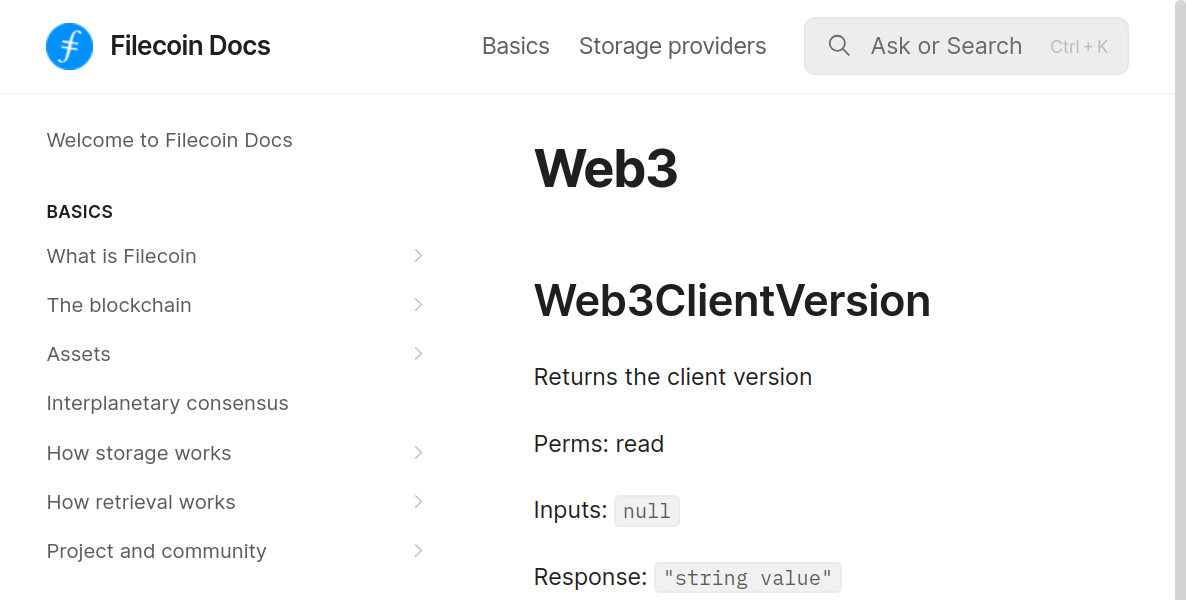 Filecoin Docs
Basics
Storage providers
Ask or Search
Ctrl + K
Welcome to Filecoin Docs
BASICS
What is Filecoin
The blockchain
Assets
Interplanetary consensus
How storage works
How retrieval works
Project and community
Web3
Web3ClientVersion
Returns the client version
Perms: read
Inputs: null
Response: "string value"